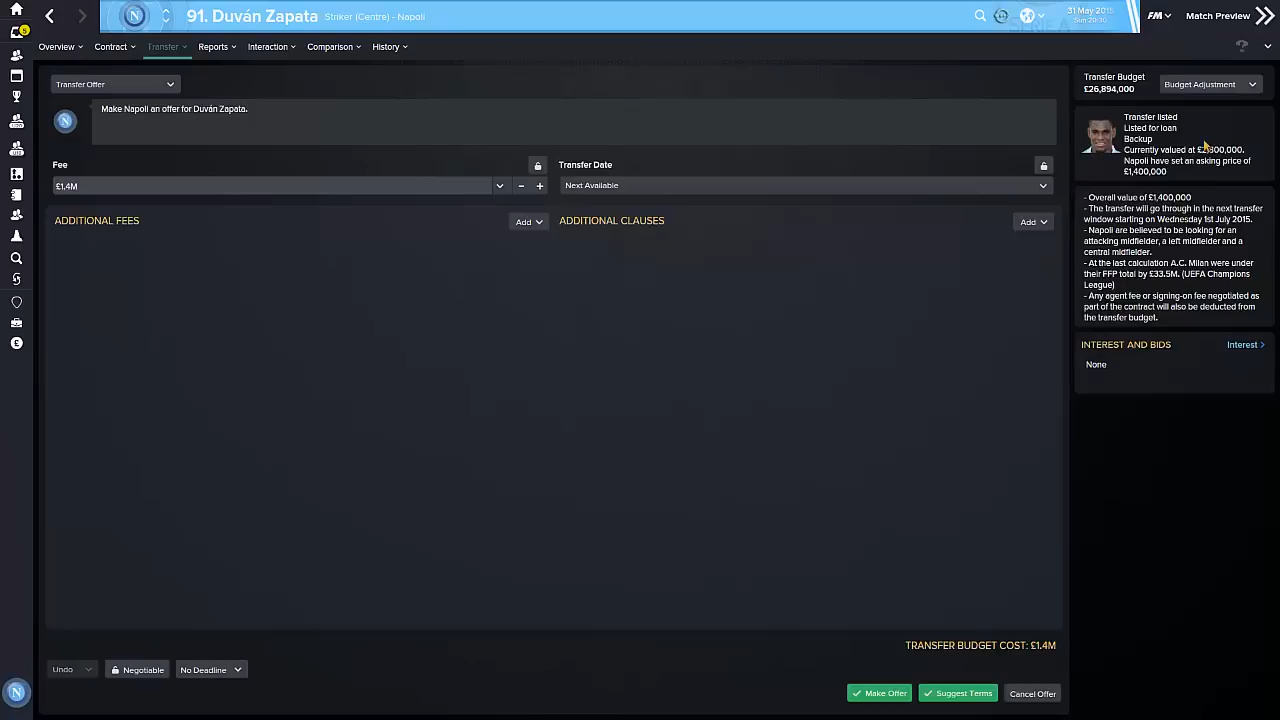 91. Duván Zapata Striker (Centre) - Napoli
31 May 2015
Sun 20:30
FM
Match Preview
5
Overview
Contract
Transfer
Reports
Interaction
Comparison
History
Transfer Offer
Make Napoli an offer for Duván Zapata.
Fee
£1.4M
Transfer Date
Next Available
ADDITIONAL FEES
Add
ADDITIONAL CLAUSES
Add
TRANSFER BUDGET COST: £1.4M
Undo
Negotiable
No Deadline
Make Offer
Suggest Terms
Cancel Offer
Transfer Budget
£26,894,000
Budget Adjustment
Transfer listed
Listed for loan
Backup
Currently valued at
Napoli have set an asking price of
£1,400,000
- Overall value of £1,400,000
- The transfer will go through in the next transfer
window starting on Wednesday 1st July 2015.
- Napoli are believed to be looking for an
attacking midfielder, a left midfielder and a
central midfielder.
- At the last calculation A.C. Milan were under
their FFP total by £33.5M. (UEFA Champions
League)
- Any agent fee or signing-on fee negotiated as
part of the contract will also be deducted from
the transfer budget.
INTEREST AND BIDS
Interest >
None